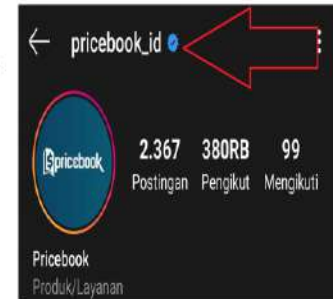 pricebook_id
pricebook
2.367 380RB 99
Postingan Pengikut Mengikuti
Pricebook
Produk/Layanan